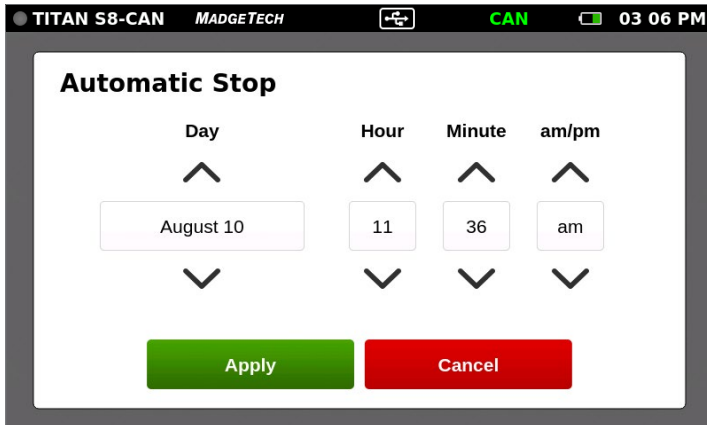 TITAN S8-CAN MADGETECH CAN 03 06 PM
Automatic Stop
Day Hour Minute am/pm
August 10 11 36 am
Apply Cancel